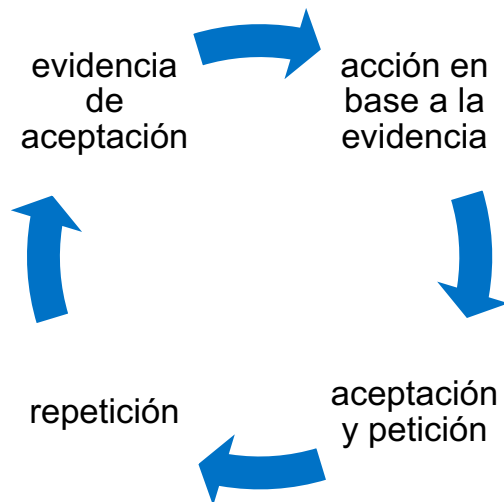 evidencia
de
aceptación
acción en
base a la
evidencia
aceptación
y petición
repetición